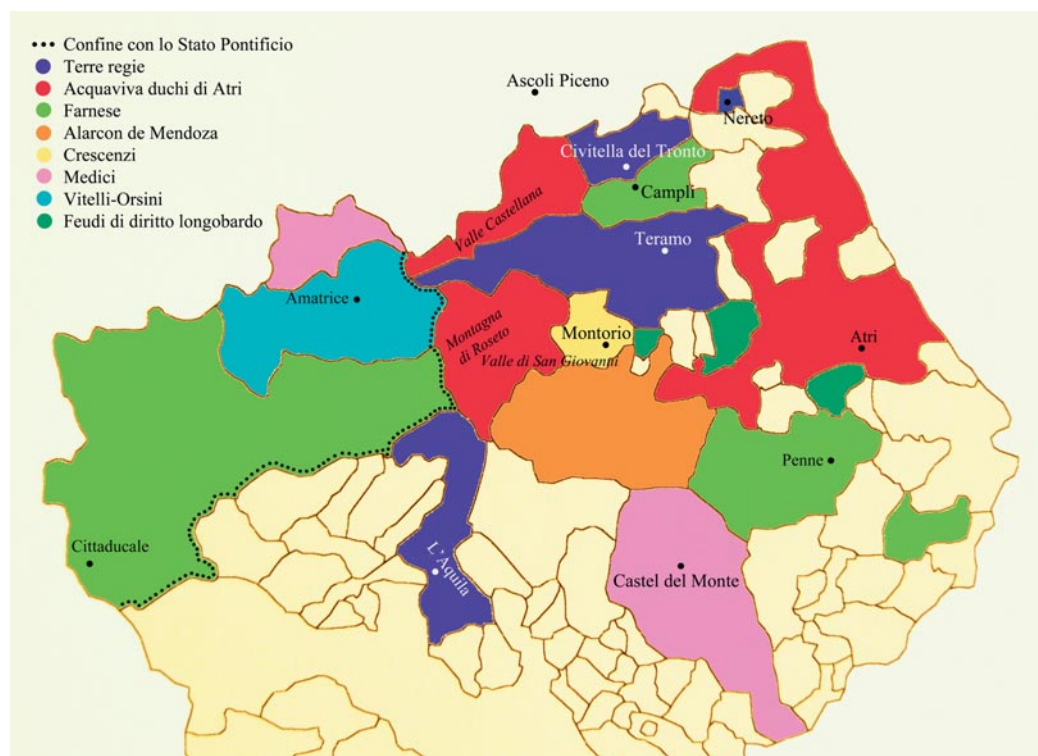 Confine con lo Stato Pontificio
Terre regie
Acquaviva duchi di Atri
Farnese
Alarcon de Mendoza
Crescenzi
Medici
Vitelli-Orsini
Feudi di diritto longobardo
Ascoli Piceno
Nereto
Civitella del Tronto
Campli
Valle Castellana
Teramo
Amatrice
Montagna
di Roseto
Montorio
Valle di San Giovanni
Atri
Penne
Cittaducale
L'Aquila
Castel del Monte